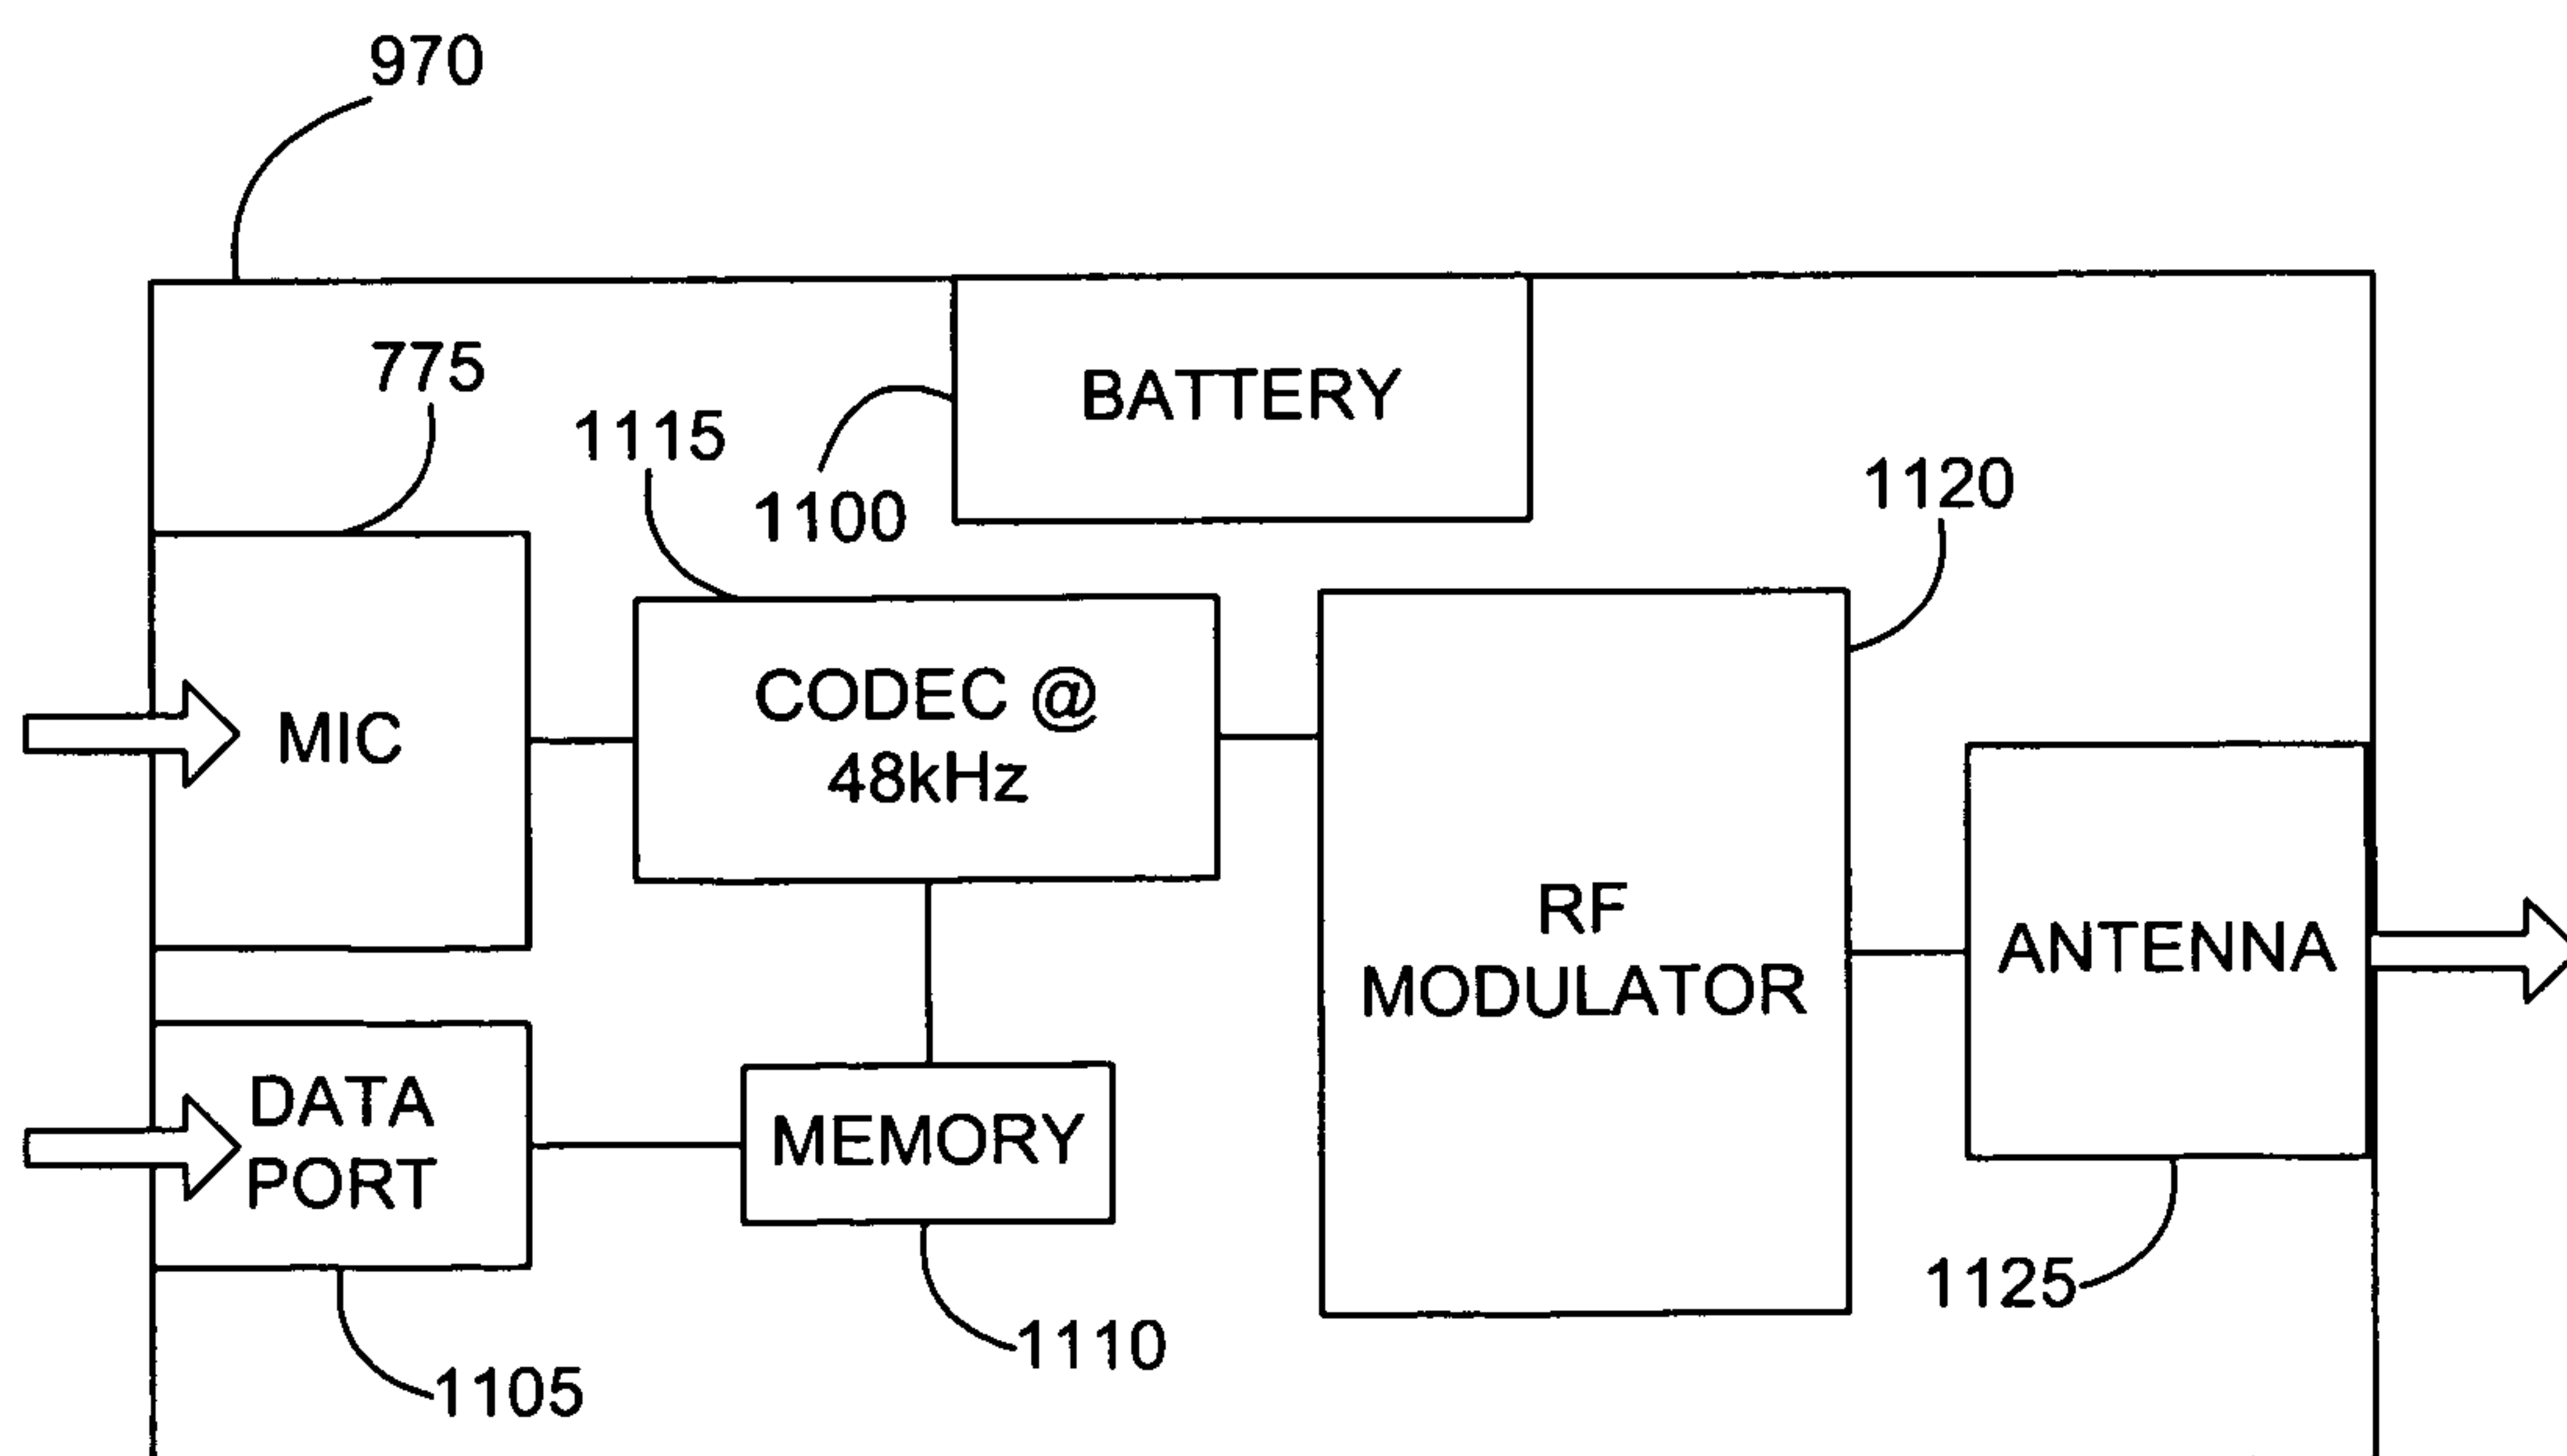 970
775
BATTERY
1115
1100
1120
CODEC @
48kHz
MIC
RF
MODULATOR
ANTENNA
DATA
PORT
MEMORY
1125
1110
1105